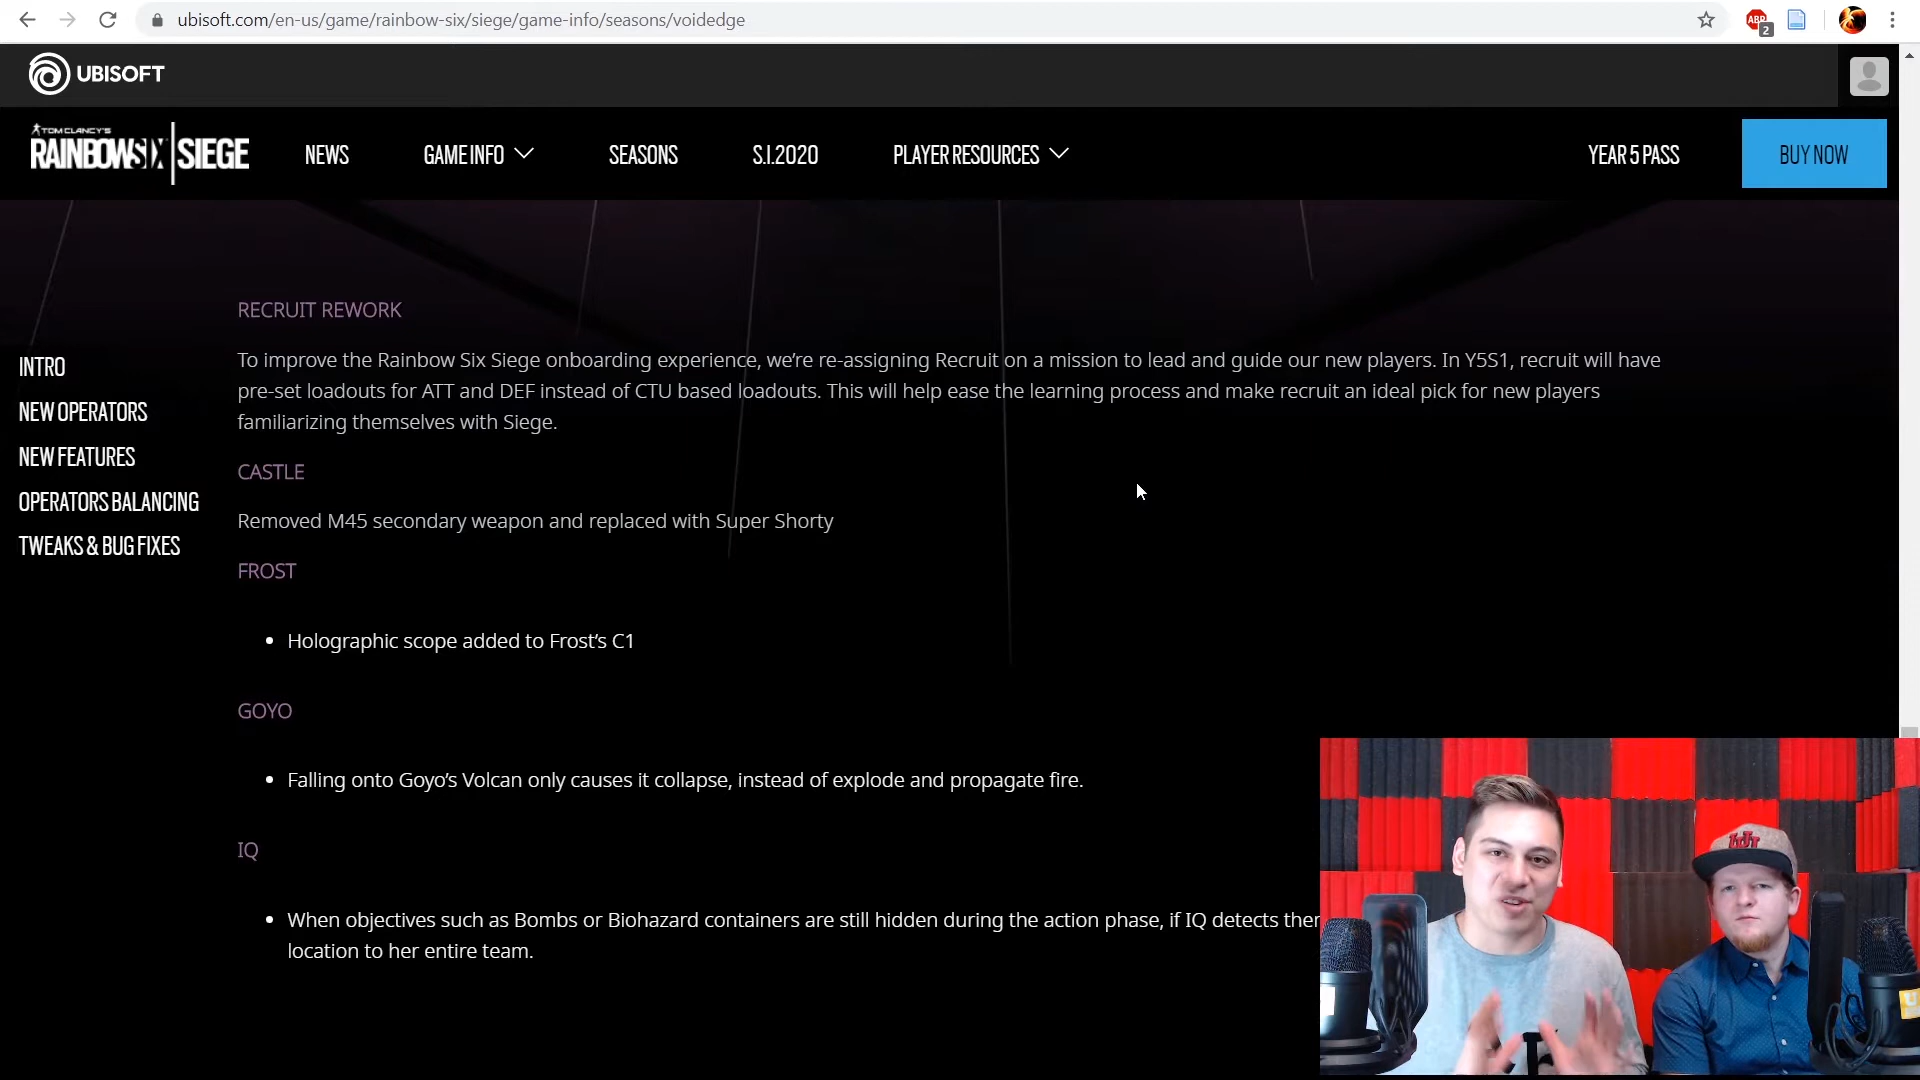 ubisoft.com/en-us/game/rainbow-six/siege/game-info/seasons/voidedge
ABP
2
UBISOFT
TOM CLANCY'S
RAINBOWSIX | SIEGE
NEWS
GAME INFO
SEASONS
S.I.2020
PLAYER RESOURCES
YEAR 5 PASS
BUY NOW
INTRO
NEW OPERATORS
NEW FEATURES
OPERATORS BALANCING
TWEAKS & BUG FIXES
RECRUIT REWORK
To improve the Rainbow Six Siege onboarding experience, we’re re-assigning Recruit on a mission to lead and guide our new players. In Y5S1, recruit will have
pre-set loadouts for ATT and DEF instead of CTU based loadouts. This will help ease the learning process and make recruit an ideal pick for new players
familiarizing themselves with Siege.
CASTLE
Removed M45 secondary weapon and replaced with Super Shorty
FROST
• Holographic scope added to Frost’s C1
GOYO
• Falling onto Goyo’s Volcan only causes it collapse, instead of explode and propagate fire.
IQ
• When objectives such as Bombs or Biohazard containers are still hidden during the action phase, if IQ detects
location to her entire team.